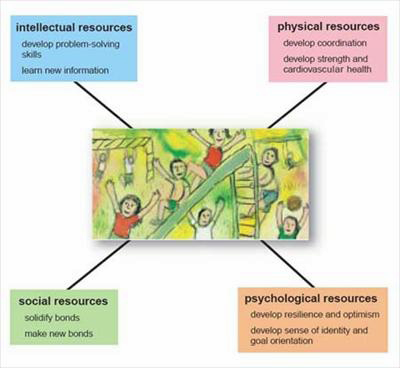 intellectual resources
develop problem-solving
skills
learn new information
physical resources
develop coordination
develop strength and
cardiovascular health
social resources
solidify bonds
make new bonds
psychological resources
develop resilience and optimism
develop sense of identity and
goal orientation